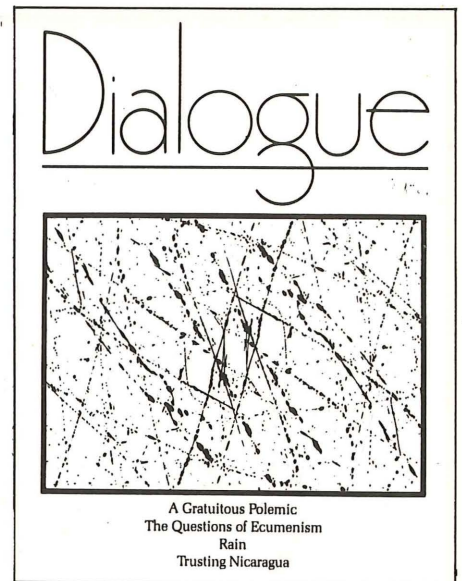 Dialogue
A Gratuitous Polemic
The Questions of Ecumenism
Rain
Trusting Nicaragua